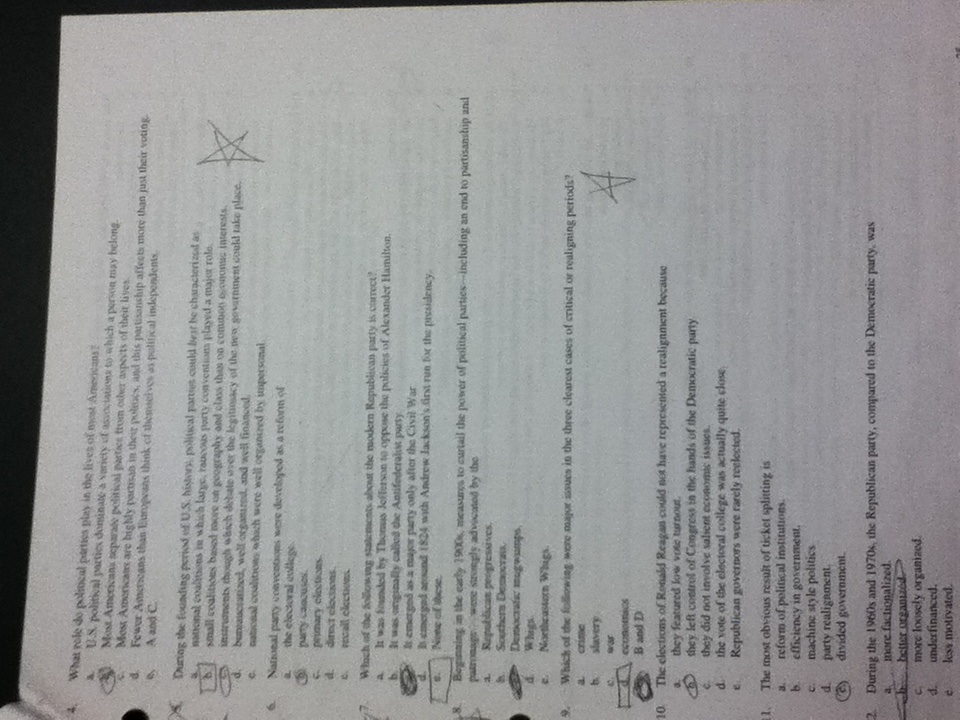 4. What role do political parties play in the lives of most Americans?
a. U.S. political parties dominate a variety of associations to which a person may belong.
b. Most Americans separate political parties from other aspects of their lives.
c. Most Americans are highly partisan in their politics, and this partisanship affects more than just their voting.
d. Fewer Americans than Europeans think of themselves as political independents.
e. A and C.
5. During the founding period of U.S. history, political parties could best be characterized as
a. national coalitions in which large, raucous party conventions played a major role.
b. small coalitions based more on geography and class than on common economic interests.
c. instruments though which debate over the legitimacy of the new government could take place.
d. bureaucratized, well organized, and well financed.
e. national coalitions which were well organized by impersonal.
6. National party conventions were developed as a reform of
a. the electoral college.
b. party caucuses.
c. primary elections.
d. direct elections.
e. recall elections.
7. Which of the following statements about the modern Republican party is correct?
a. It was founded by Thomas Jefferson to oppose the policies of Alexander Hamilton.
b. It was originally called the Antifederalist party.
It emerged as a major party only after the Civil War
d. It emerged around 1824 with Andrew Jackson's first run for the presidency.
e. None of these.
8. Beginning in the early 1900s, measures to curtail the power of political parties—including an end to partisanship and
patronage—were strongly advocated by the
a. Republican progressives.
b. Southern Democrats.
Democratic mugwumps.
d. Whigs.
e. Northeastern Whigs.
9. Which of the following were major issues in the three clearest cases of critical or realigning periods?
a. crime
b. slavery
c. war
d. economics
B and D
10. The elections of Ronald Reagan could not have represented a realignment because
a. they featured low vote turnout.
b. they left control of Congress in the hands of the Democratic party.
c. they did not involve salient economic issues.
d. the vote of the electoral college was actually quite close.
e. Republican governors were rarely reelected.
11. The most obvious result of ticket splitting is
a. reform of political institutions.
b. efficiency in government.
c. machine style politics
d. party realignment.
e. divided government.
2. During the 1960s and 1970s, the Republican party, compared to the Democratic party, was
a. more factionalized.
b. better organized.
c. more loosely organized.
d. underfinanced.
e. less motivated.